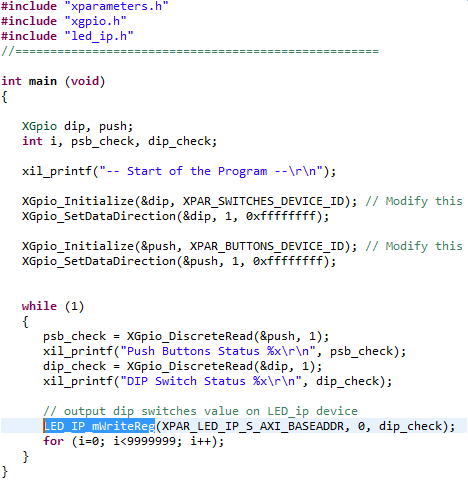 #include "xparameters.h"
#include "xgpio.h"
#include "led_ip.h"
//====================================================
int main (void)
{
XGpio dip, push;
int i, psb_check, dip_check;
xil_printf("-- Start of the Program --\r\n");
XGpio_Initialize(&dip, XPAR_SWITCHES_DEVICE_ID); // Modify this
XGpio_SetDataDirection(&dip, 1, 0xffffffff);
XGpio_Initialize(&push, XPAR_BUTTONS_DEVICE_ID); // Modify this
XGpio_SetDataDirection(&push, 1, 0xffffffff);
while (1)
{
psb_check = XGpio_DiscreteRead(&push, 1);
xil_printf("Push Buttons Status %x\r\n", psb_check);
dip_check = XGpio_DiscreteRead(&dip, 1);
xil_printf("DIP Switch Status %x\r\n", dip_check);
// output dip switches value on LED_ip device
LED_IP_mWriteReg(XPAR_LED_IP_S_AXI_BASEADDR, 0, dip_check);
for (i=0; i<9999999; i++);
}
}